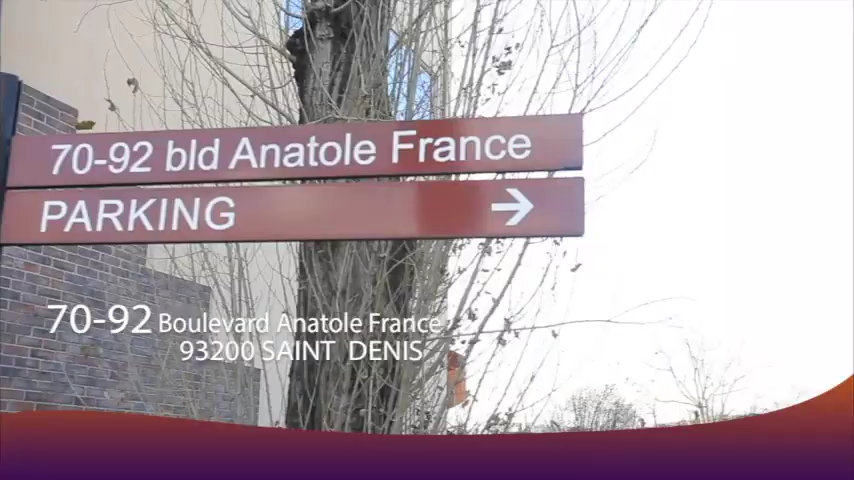 70-92 bld Anatole France
PARKING →
70-92 Boulevard Anatole France
93200 SAINT DENIS